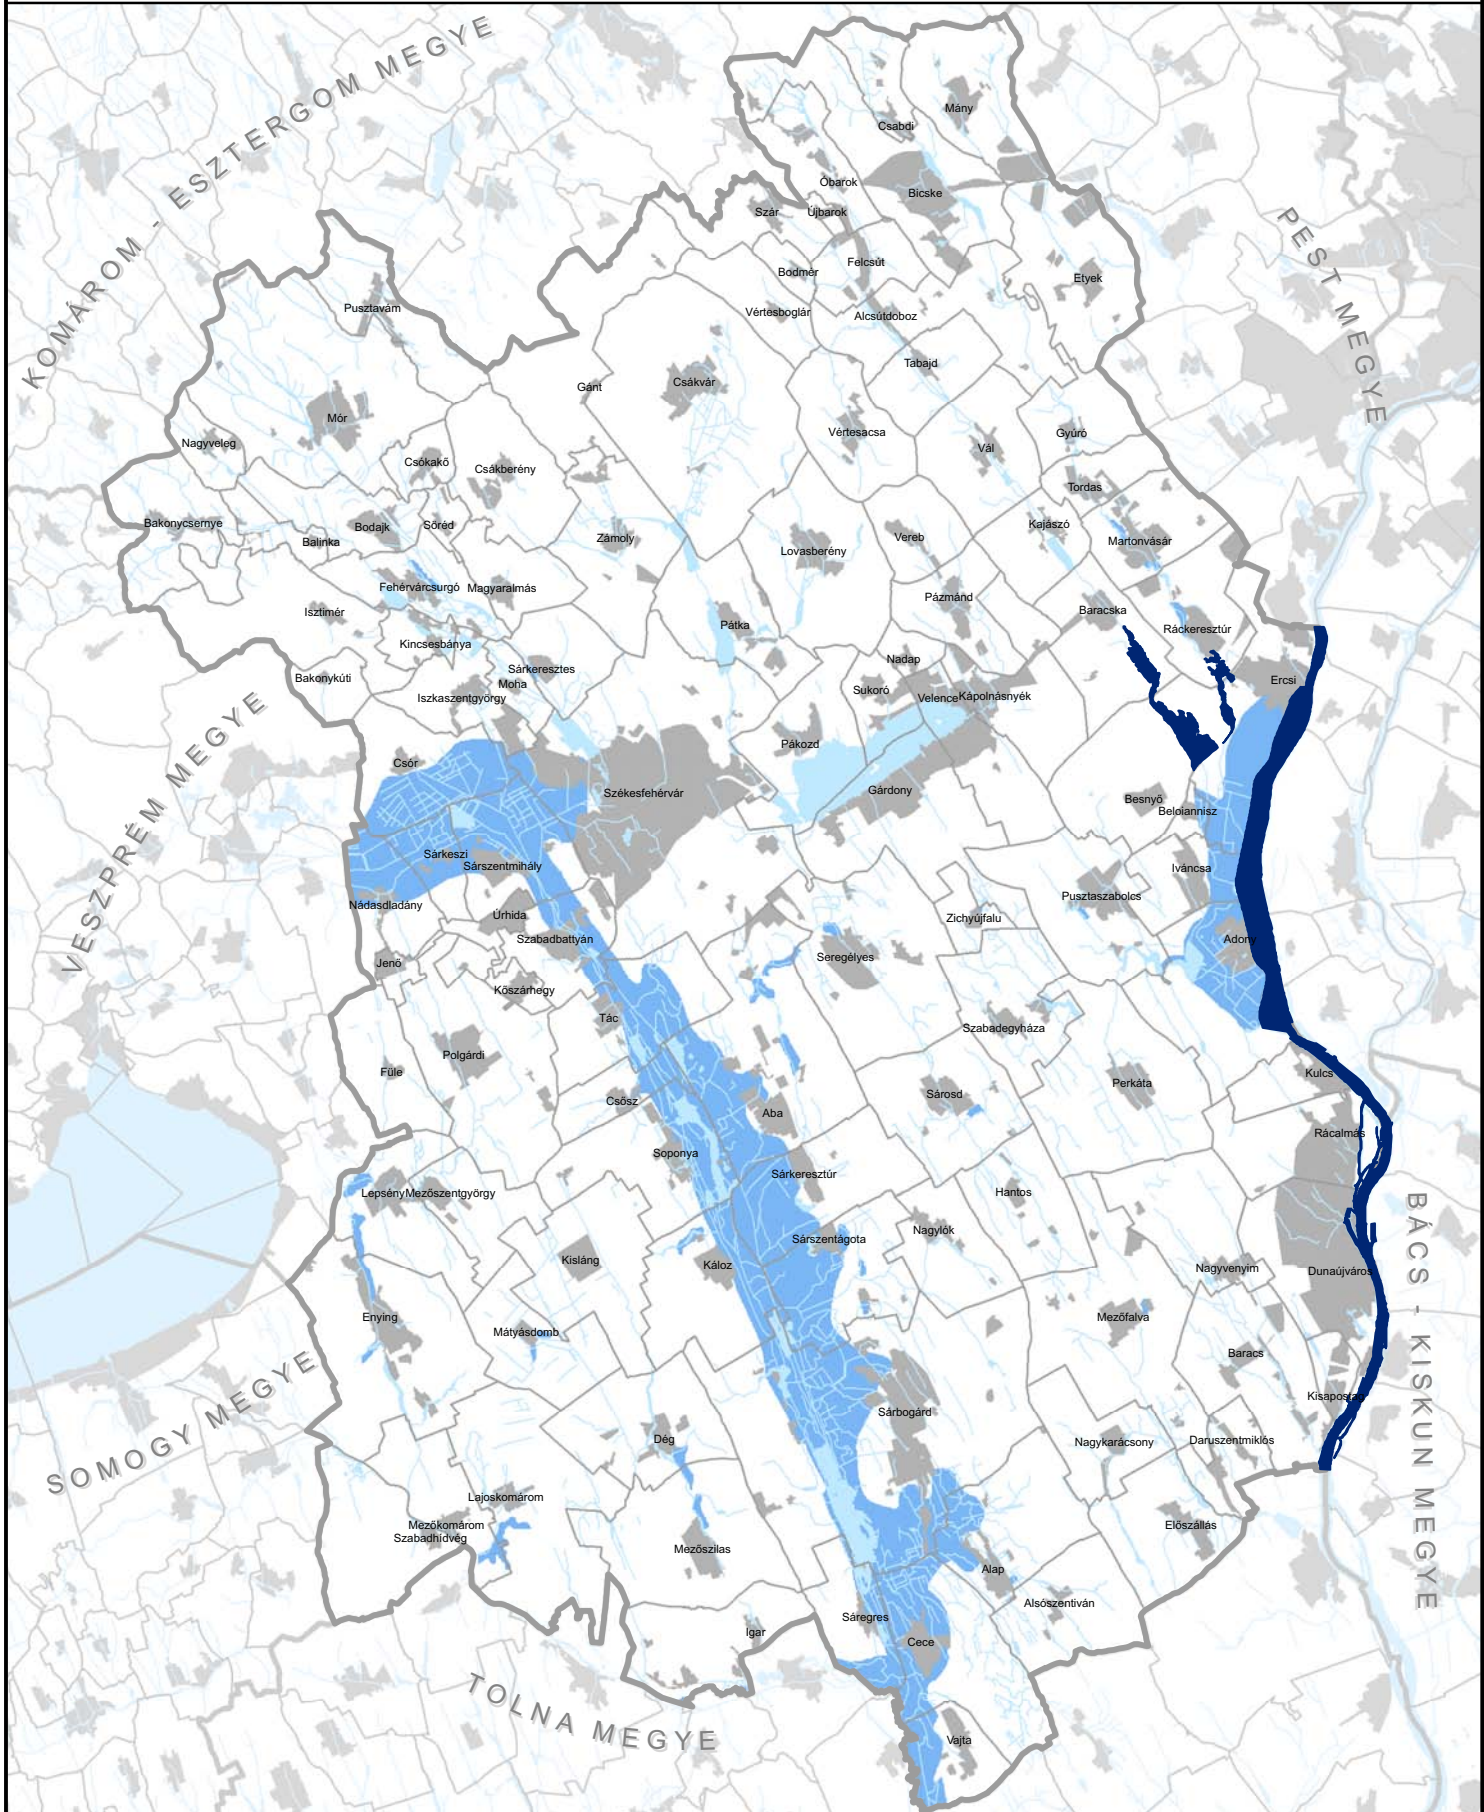 KOMÁROM - ESZTERGOM MEGYE
PEST MEGYE
VESZPRÉM MEGYE
SOMOGY MEGYE
TOLNA MEGYE
BÁCS - KISKUN MEGYE
Mány
Csabdi
Óbarok
Bicske
Szár
Újbarok
Felcsút
Bodmér
Etyek
Pusztavám
Vértesboglár
Alcsútdoboz
Tabajd
Gánt
Csákvár
Mór
Nagyveleg
Vértesacsa
Gyúró
Vál
Csókakő
Csákberény
Tordas
Bakonycsernye
Bodajk
Söréd
Kajászó
Balinka
Zámoly
Lovasberény
Vereb
Martonvásár
Fehérvárcsurgó
Magyaralmás
Isztimér
Pázmánd
Baracska
Pátka
Ráckeresztúr
Kincsesbánya
Nadap
Sárkeresztes
Bakonykúti
Moha
Iszkaszentgyörgy
Sukoró
Velence
Kápolnásnyék
Ercsi
Pákozd
Csór
Székesfehérvár
Gárdony
Besnyő
Beloiannisz
Sárkeszi
Sárszentmihály
Iváncsa
Nádasdladány
Pusztaszabolcs
Úrhida
Zichyújfalu
Szabadbattyán
Adony
Jenő
Seregélyes
Kőszárhegy
Tác
Szabadegyháza
Polgárdi
Füle
Kulcs
Perkáta
Csősz
Sárosd
Aba
Rácalmás
Soponya
Sárkeresztúr
Lepsény
Mezőszentgyörgy
Hantos
Nagylók
Sárszentágota
Kisláng
Káloz
Nagyvenyim
Dunaújváros
Enying
Mezőfalva
Mátyásdomb
Baracs
Kisapostag
Sárbogárd
Dég
Nagykarácsony
Daruszentmiklós
Lajoskomárom
Mezőkomárom
Szabadhídvég
Előszállás
Mezőszilas
Alap
Alsószentiván
Sáregres
Igar
Cece
Vajta